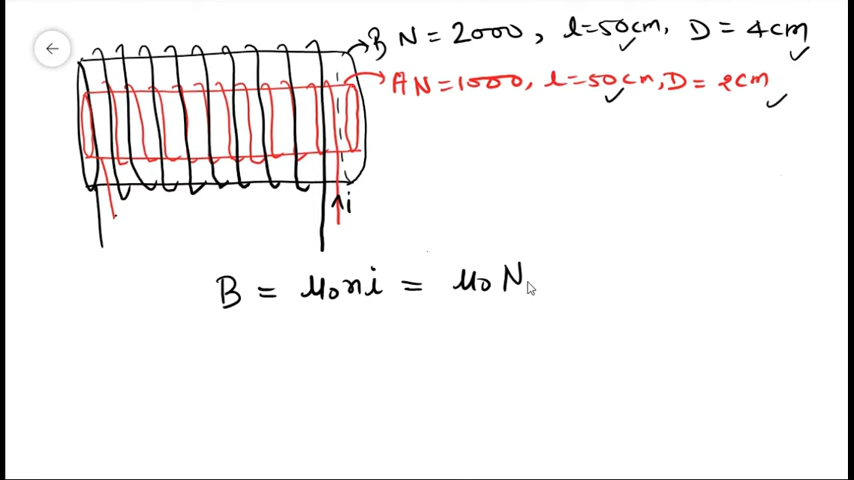 B N = 2000, l=50cm, D = 4cm
A N=1000, l=50cm, D= 2cm
i
B = μ0ni = μ0N